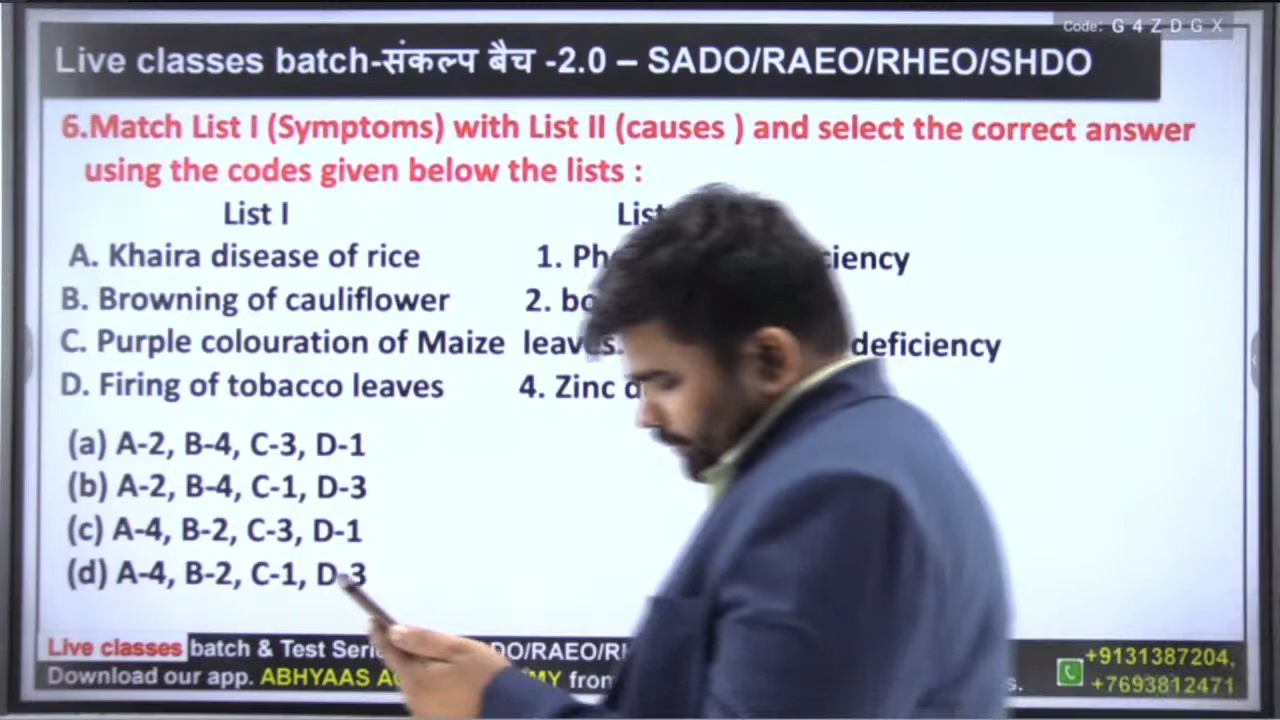 Code: G 4 Z D G X
Live classes batch-संकल्प बैच -2.0 – SADO/RAEO/RHEO/SHDO
6.Match List I (Symptoms) with List II (causes ) and select the correct answer
using the codes given below the lists :
List I
A. Khaira disease of rice 1.
B. Browning of cauliflower 2.
C. Purple colouration of Maize leaves. deficiency
D. Firing of tobacco leaves 4. Zinc
(a) A-2, B-4, C-3, D-1
(b) A-2, B-4, C-1, D-3
(c) A-4, B-2, C-3, D-1
(d) A-4, B-2, C-1, D-3
Live classes batch & Test
Download our app. ABHYAAS from
+9131387204,
+7693812471